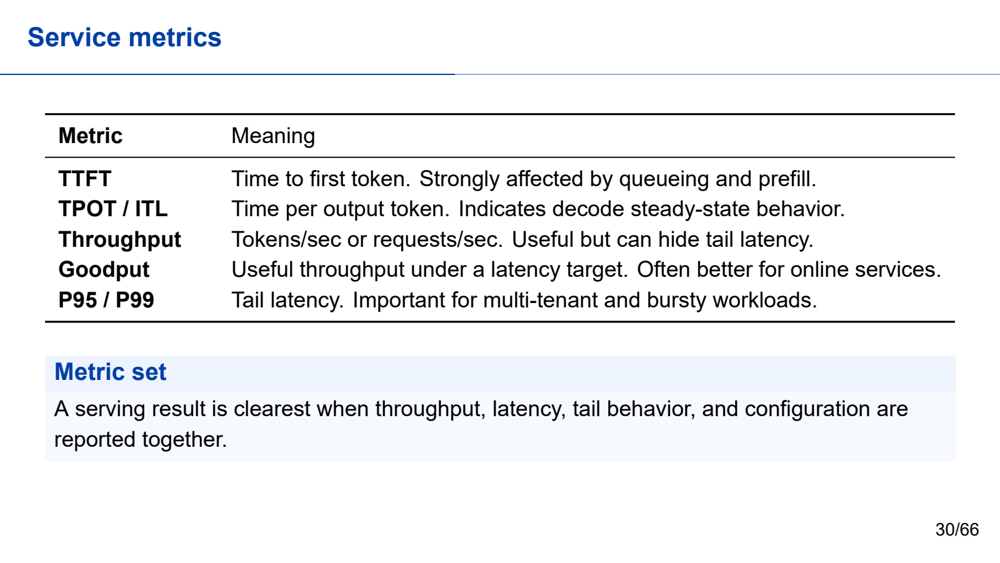 Service metrics
Metric Meaning
TTFT Time to first token. Strongly affected by queueing and prefill.
TPOT / ITL Time per output token. Indicates decode steady-state behavior.
Throughput Tokens/sec or requests/sec. Useful but can hide tail latency.
Goodput Useful throughput under a latency target. Often better for online services.
P95 / P99 Tail latency. Important for multi-tenant and bursty workloads.
Metric set
A serving result is clearest when throughput, latency, tail behavior, and configuration are
reported together.
30/66